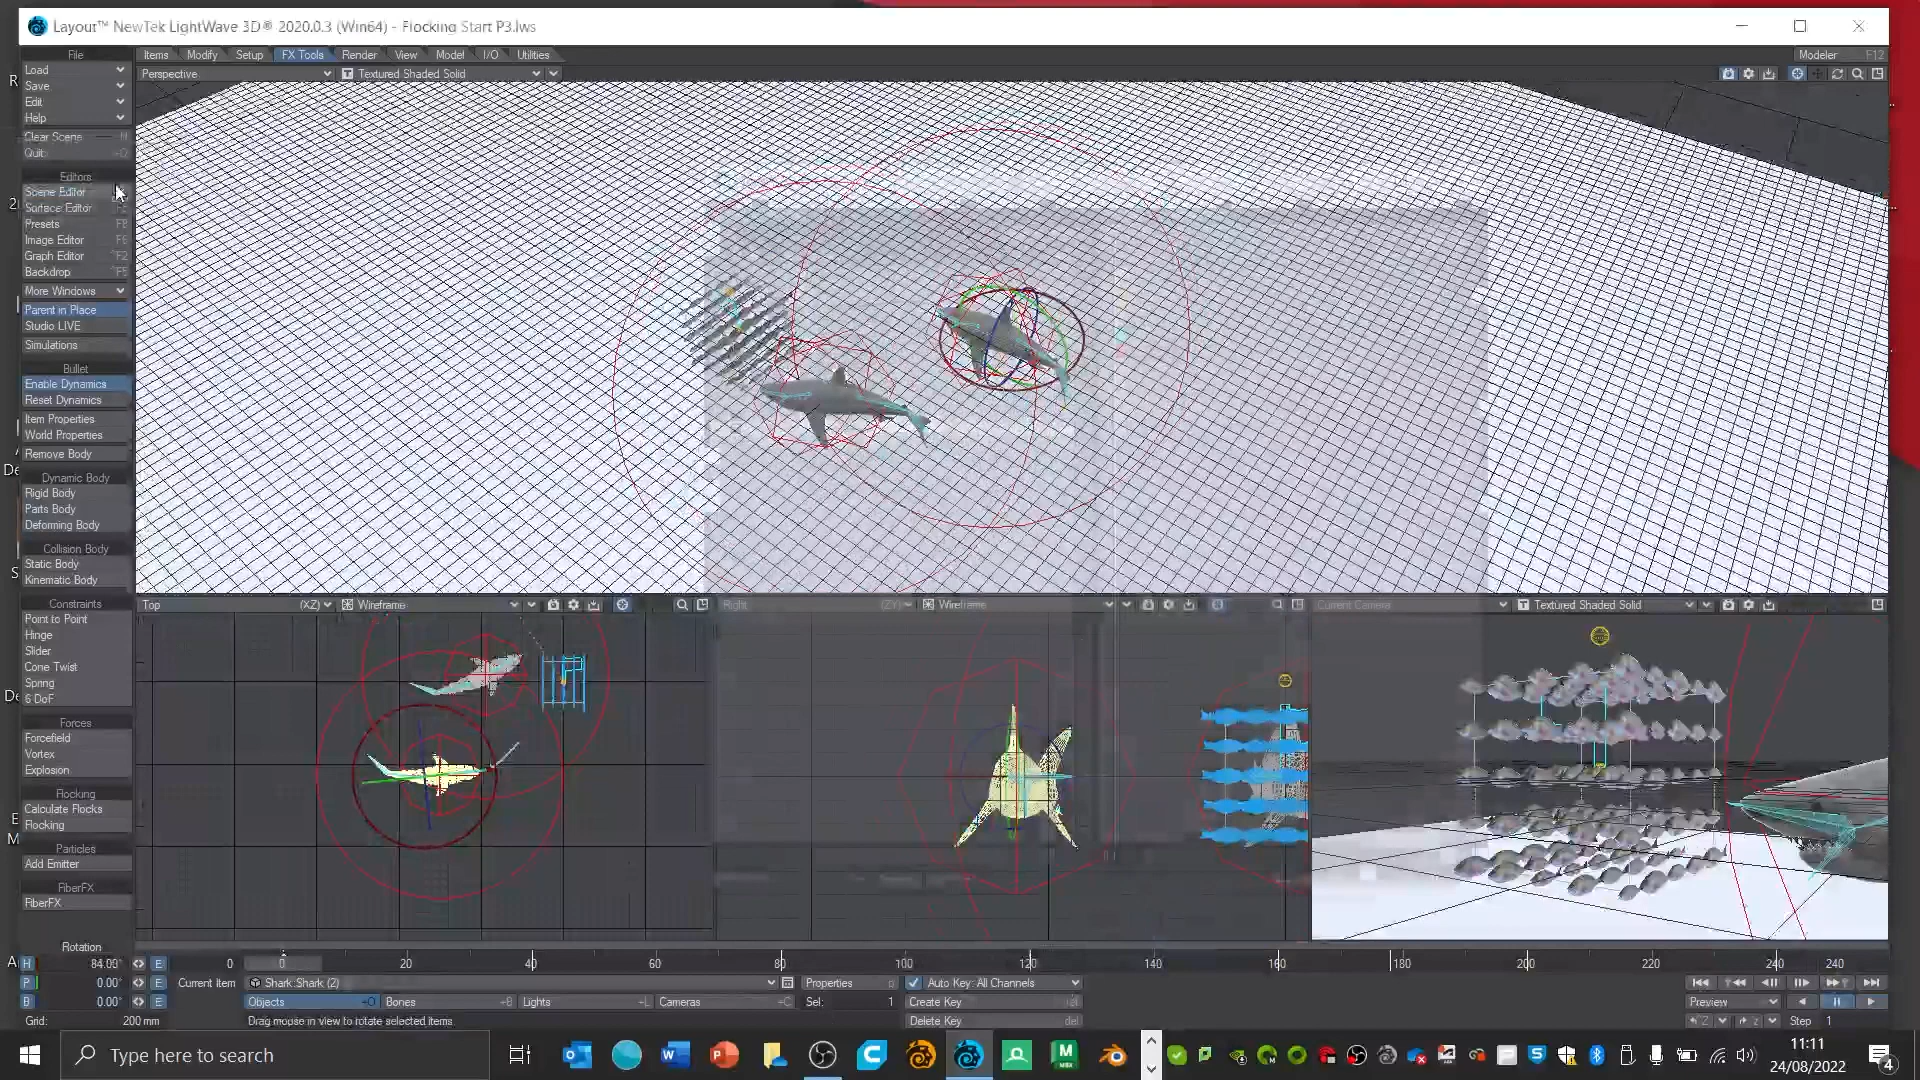 Layout™ NewTek LightWave 3D® 2020.0.3 (Win64) - Flocking Start P3.lws
File
Items Modify Setup FX Tools Render View Model I/O Utilities
Modeler F12
Load
Perspective Textured Shaded Solid
Save
Edit
Help
Clear Scene N
Quit
Editors
Scene Editor
Surface Editor
Presets F8
Image Editor F6
Graph Editor ^F2
Backdrop ^F5
More Windows
Parent in Place
Studio LIVE
Simulations
Bullet
Enable Dynamics
Reset Dynamics
Item Properties
World Properties
Remove Body
Dynamic Body
Rigid Body
Parts Body
Deforming Body
Collision Body
Static Body
Kinematic Body
Constraints
Point to Point
Hinge
Slider
Cone Twist
Spring
6 DoF
Forces
Forcefield
Vortex
Explosion
Flocking
Calculate Flocks
Flocking
Particles
Add Emitter
FiberFX
FiberFX
Top (XZ) Wireframe
Right (ZY) Wireframe
Current Camera Textured Shaded Solid
Rotation
H 84.03° E
P 0.00° E
B 0.00° E
Grid: 200 mm
0 0 20 40 60 80 100 120 140 160 180 200 220 240 240
Current Item Shark:Shark (2) Properties p
Auto Key: All Channels
Objects +O Bones +B Lights +L Cameras +C Sel: 1
Create Key
Preview
Drag mouse in view to rotate selected items.
Delete Key del
Step 1
Type here to search
11:11
24/08/2022
4